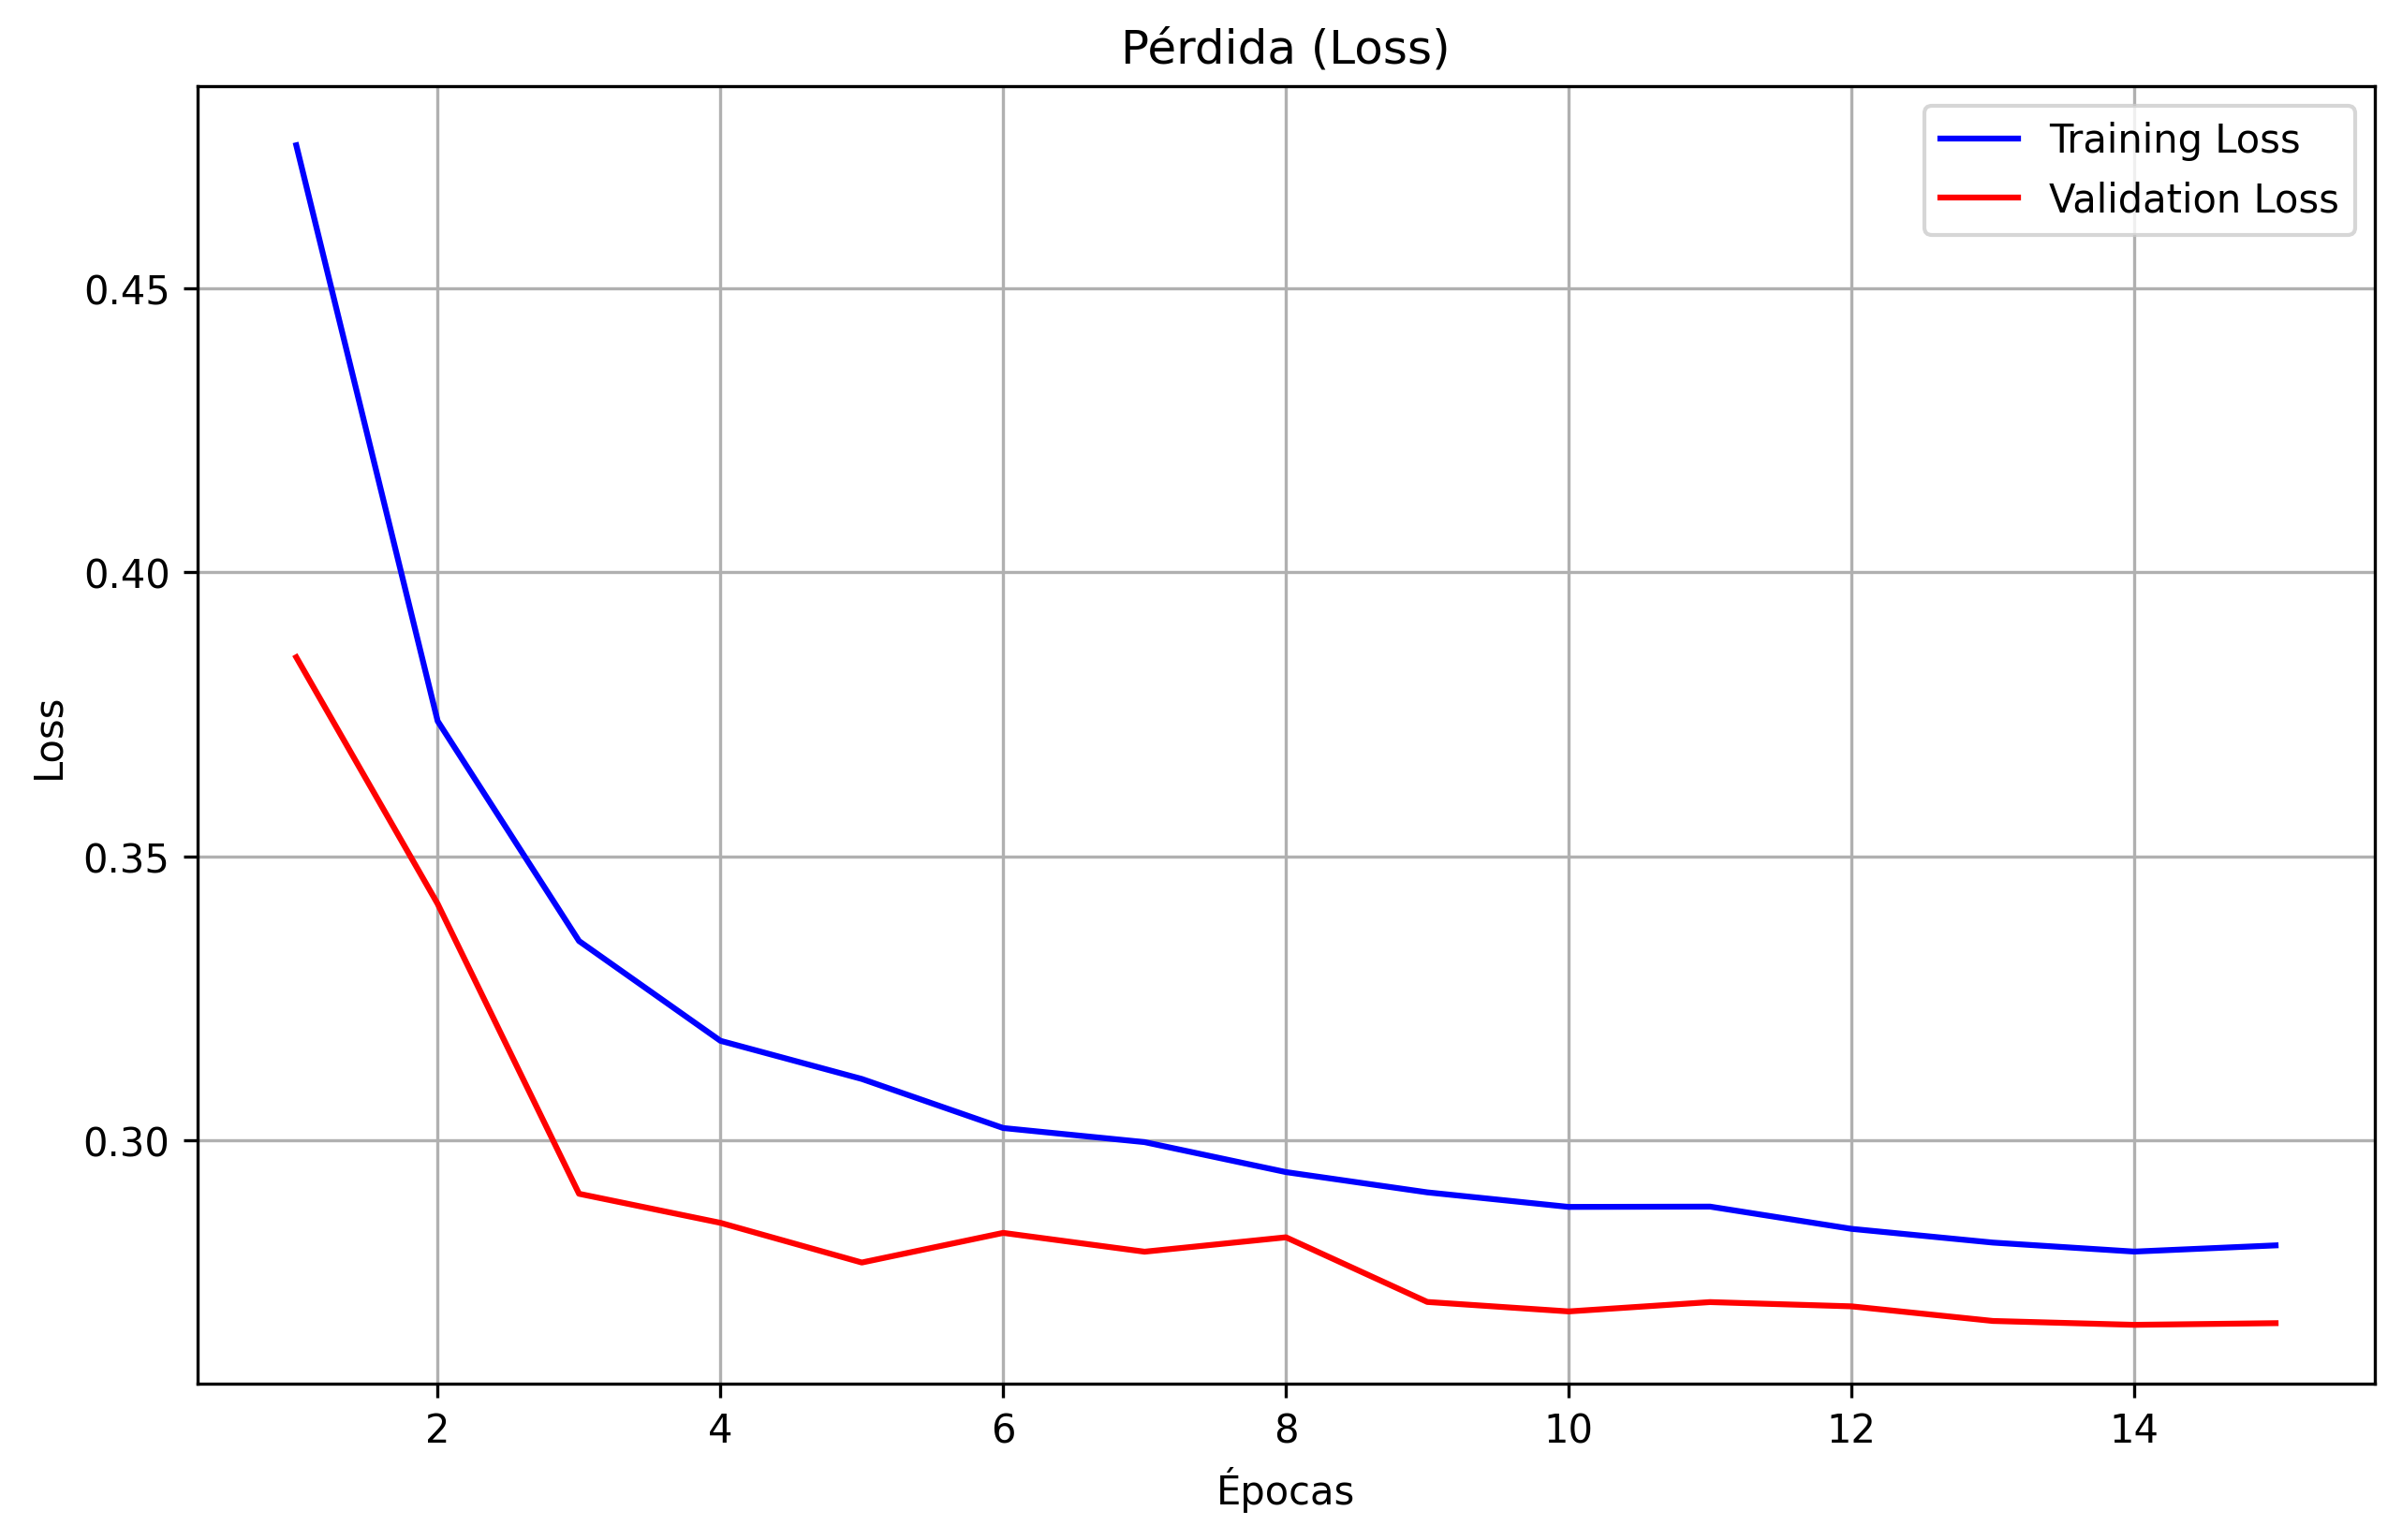 Pérdida (Loss)
Training Loss
Validation Loss
0.45
0.40
0.35
0.30
Loss
2 4 6 8 10 12 14
Épocas